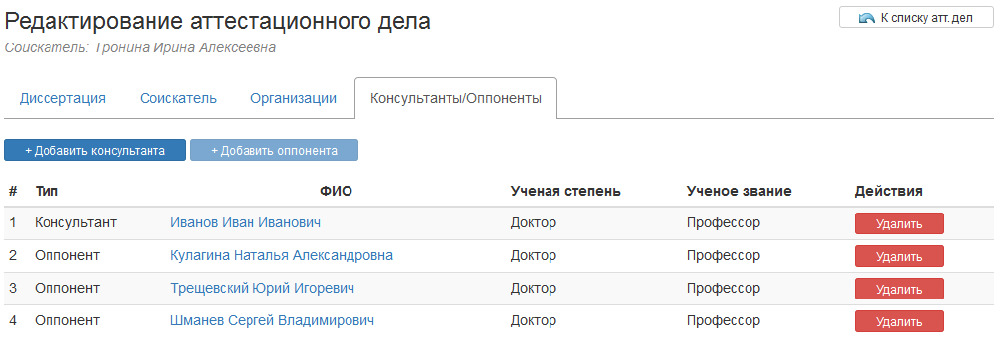 Редактирование аттестационного дела
К списку атт. дел
Соискатель: Тронина Ирина Алексеевна
Диссертация Соискатель Организации Консультанты/Оппоненты
+ Добавить консультанта + Добавить оппонента
# Тип ФИО Ученая степень Ученое звание Действия
1 Консультант Иванов Иван Иванович Доктор Профессор Удалить
2 Оппонент Кулагина Наталья Александровна Доктор Профессор Удалить
3 Оппонент Трещевский Юрий Игоревич Доктор Профессор Удалить
4 Оппонент Шманев Сергей Владимирович Доктор Профессор Удалить